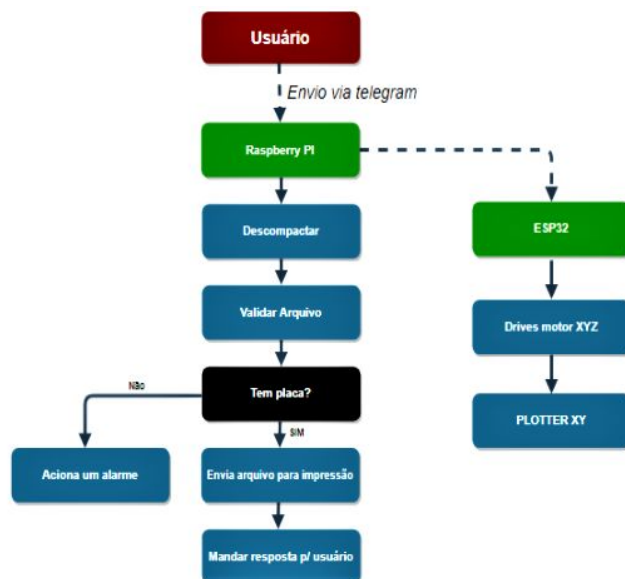 Usuário
Envio via telegram
Raspberry PI
ESP32
Descompactar
Validar Arquivo
Drives motor XYZ
Não
Tem placa?
SIM
PLOTTER XY
Aciona um alarme
Envia arquivo para impressão
Mandar resposta p/ usuário